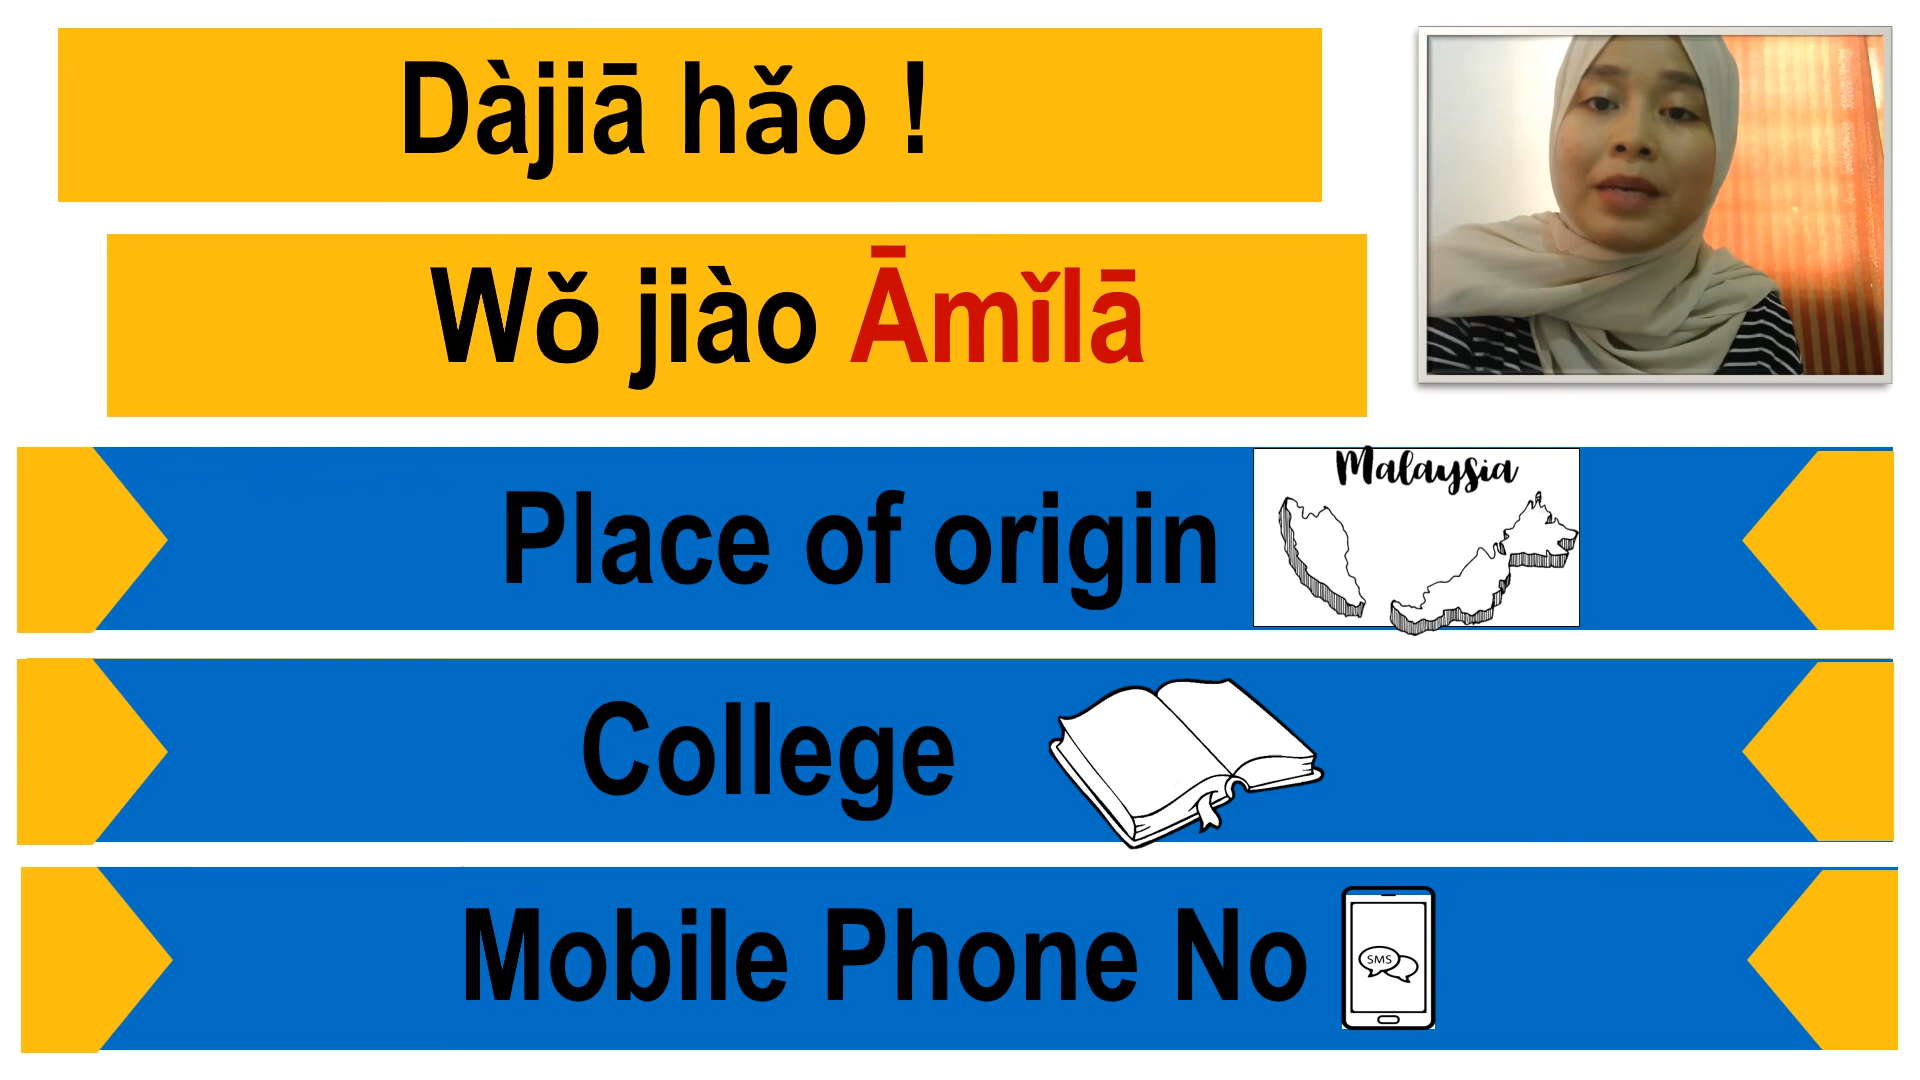 Dàjiā hǎo !
Wǒ jiào Āmǐlā
Place of origin
Malaysia
College
Mobile Phone No
SMS